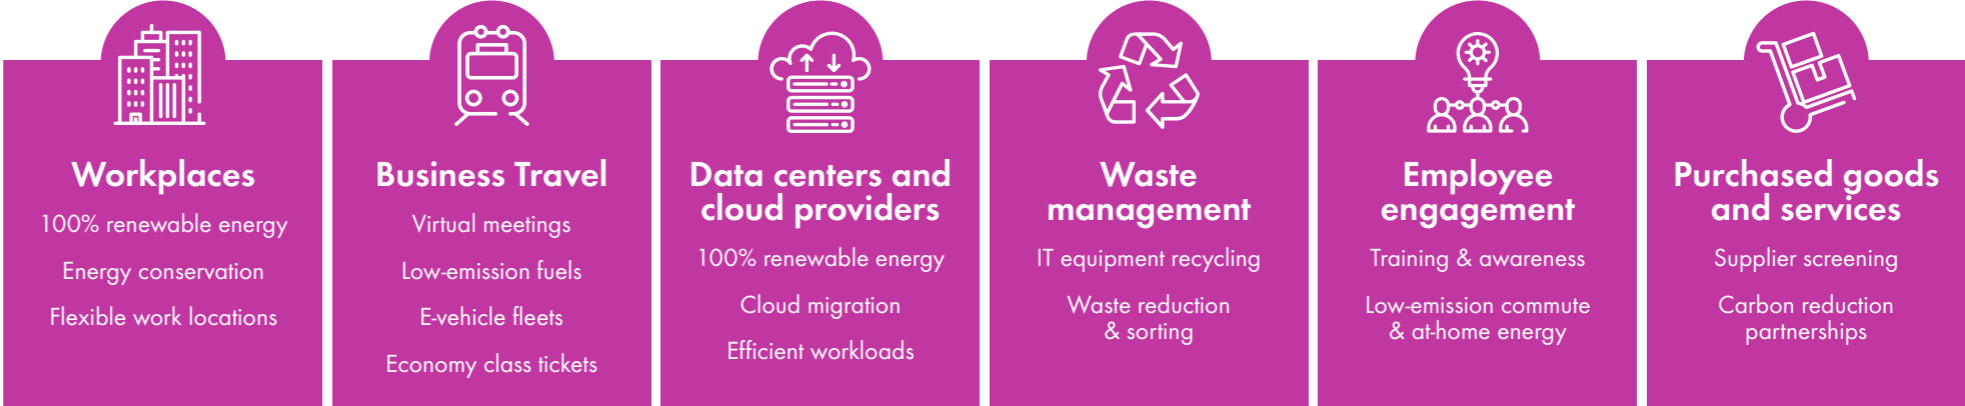 Workplaces
100% renewable energy
Energy conservation
Flexible work locations
Business Travel
Virtual meetings
Low-emission fuels
E-vehicle fleets
Economy class tickets
Data centers and
cloud providers
100% renewable energy
Cloud migration
Efficient workloads
Waste
management
IT equipment recycling
Waste reduction
& sorting
Employee
engagement
Training & awareness
Low-emission commute
& at-home energy
Purchased goods
and services
Supplier screening
Carbon reduction
partnerships